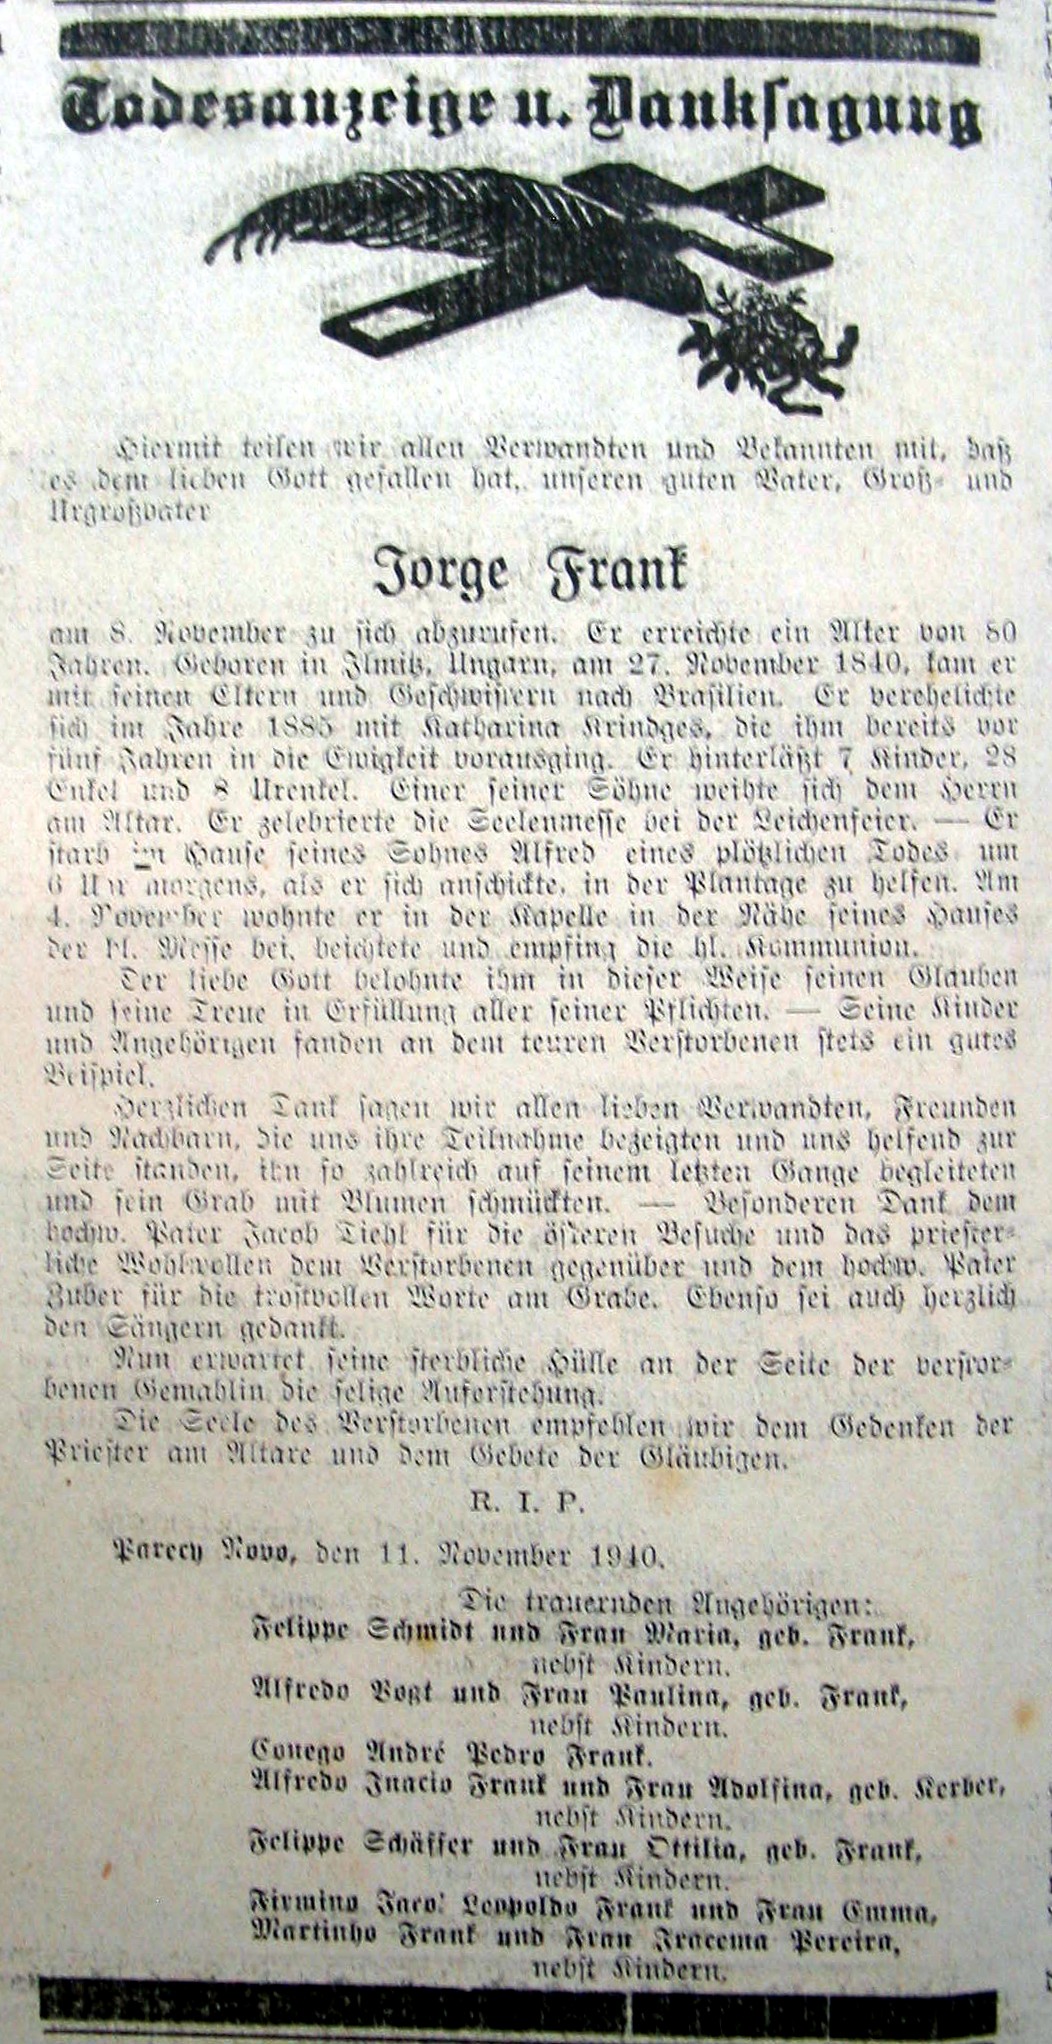 Todesanzeige u. Danksagung
Hiermit teilen wir allen Verwandten und Bekannten mit, daß
es dem lieben Gott gefallen hat, unseren guten Vater, Groß- und
Urgroßvater
Jorge Frank
am 8. November zu sich abzurufen. Er erreichte ein Alter von 80
Jahren. Geboren in Ilmitz, Ungarn, am 27. November 1840, kam er
mit seinen Eltern und Geschwistern nach Brasilien. Er verehelichte
sich im Jahre 1885 mit Katharina Krindges, die ihm bereits vor
fünf Jahren in die Ewigkeit vorausging. Er hinterläßt 7 Kinder, 28
Enkel und 8 Urenkel. Einer seiner Söhne weihte sich dem Herrn
am Altar. Er zelebrierte die Seelenmesse bei der Leichenfeier. — Er
starb im Hause seines Sohnes Alfred eines plötzlichen Todes um
6 Uhr morgens, als er sich anschickte, in der Plantage zu helfen. Am
4. November wohnte er in der Kapelle in der Nähe seines Hauses
der hl. Messe bei, beichtete und empfing die hl. Kommunion.
Der liebe Gott belohnte ihm in dieser Weise seinen Glauben
und seine Treue in Erfüllung aller seiner Pflichten. — Seine Kinder
und Angehörigen fanden an dem teuren Verstorbenen stets ein gutes
Beispiel.
Herzlichen Dank sagen wir allen lieben Verwandten, Freunden
und Nachbarn, die uns ihre Teilnahme bezeigten und uns helfend zur
Seite standen, ihn so zahlreich auf seinem letzten Gange begleiteten
und sein Grab mit Blumen schmückten. — Besonderen Dank dem
hochw. Pater Jacob Diehl für die öfteren Besuche und das priester-
liche Wohlwollen dem Verstorbenen gegenüber und dem hochw. Pater
Zuber für die trostvollen Worte am Grabe. Ebenso sei auch herzlich
den Sängern gedankt.
Nun erwartet seine sterbliche Hülle an der Seite der verstor-
benen Gemahlin die selige Auferstehung.
Die Seele des Verstorbenen empfehlen wir dem Gedenken der
Priester am Altare und dem Gebete der Gläubigen.
R. I. P.
Parecy Novo, den 11. November 1940.
Die trauernden Angehörigen:
Felippe Schmidt und Frau Maria, geb. Frank,
nebst Kindern.
Alfredo Vogt und Frau Paulina, geb. Frank,
nebst Kindern.
Conego André Pedro Frank.
Alfredo Inacio Frank und Frau Adolfina, geb. Kerber,
nebst Kindern.
Felippe Schäffer und Frau Ottilia, geb. Frank,
nebst Kindern.
Firmino Jacob Leopoldo Frank und Frau Emma,
Martinho Frank und Frau Iracema Pereira,
nebst Kindern.